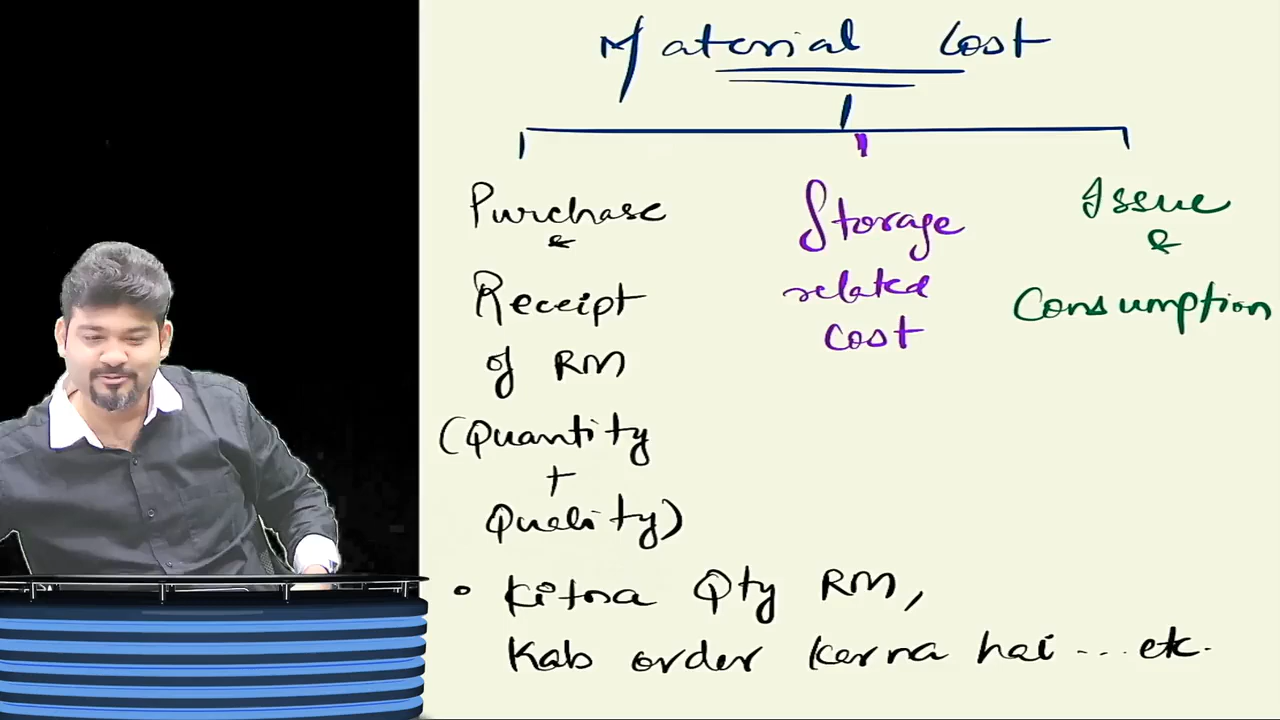 Material Cost
Purchase
&
Receipt
of RM
(Quantity
+
Quality)
Storage
related
cost
Issue
&
Consumption
• Kitna Qty RM,
Kab order karna hai ... etc.